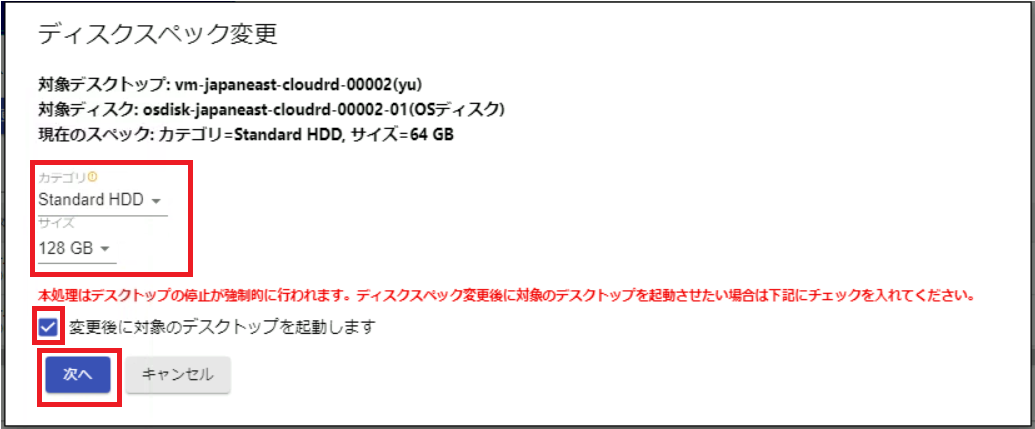 ディスクスペック変更
対象デスクトップ: vm-japaneast-cloudrd-00002(yu)
対象ディスク: osdisk-japaneast-cloudrd-00002-01(OSディスク)
現在のスペック: カテゴリ=Standard HDD, サイズ=64 GB
カテゴリ
Standard HDD
サイズ
128 GB
本処理はデスクトップの停止が強制的に行われます。ディスクスペック変更後に対象のデスクトップを起動させたい場合は下記にチェックを入れてください。
変更後に対象のデスクトップを起動します
次へ キャンセル